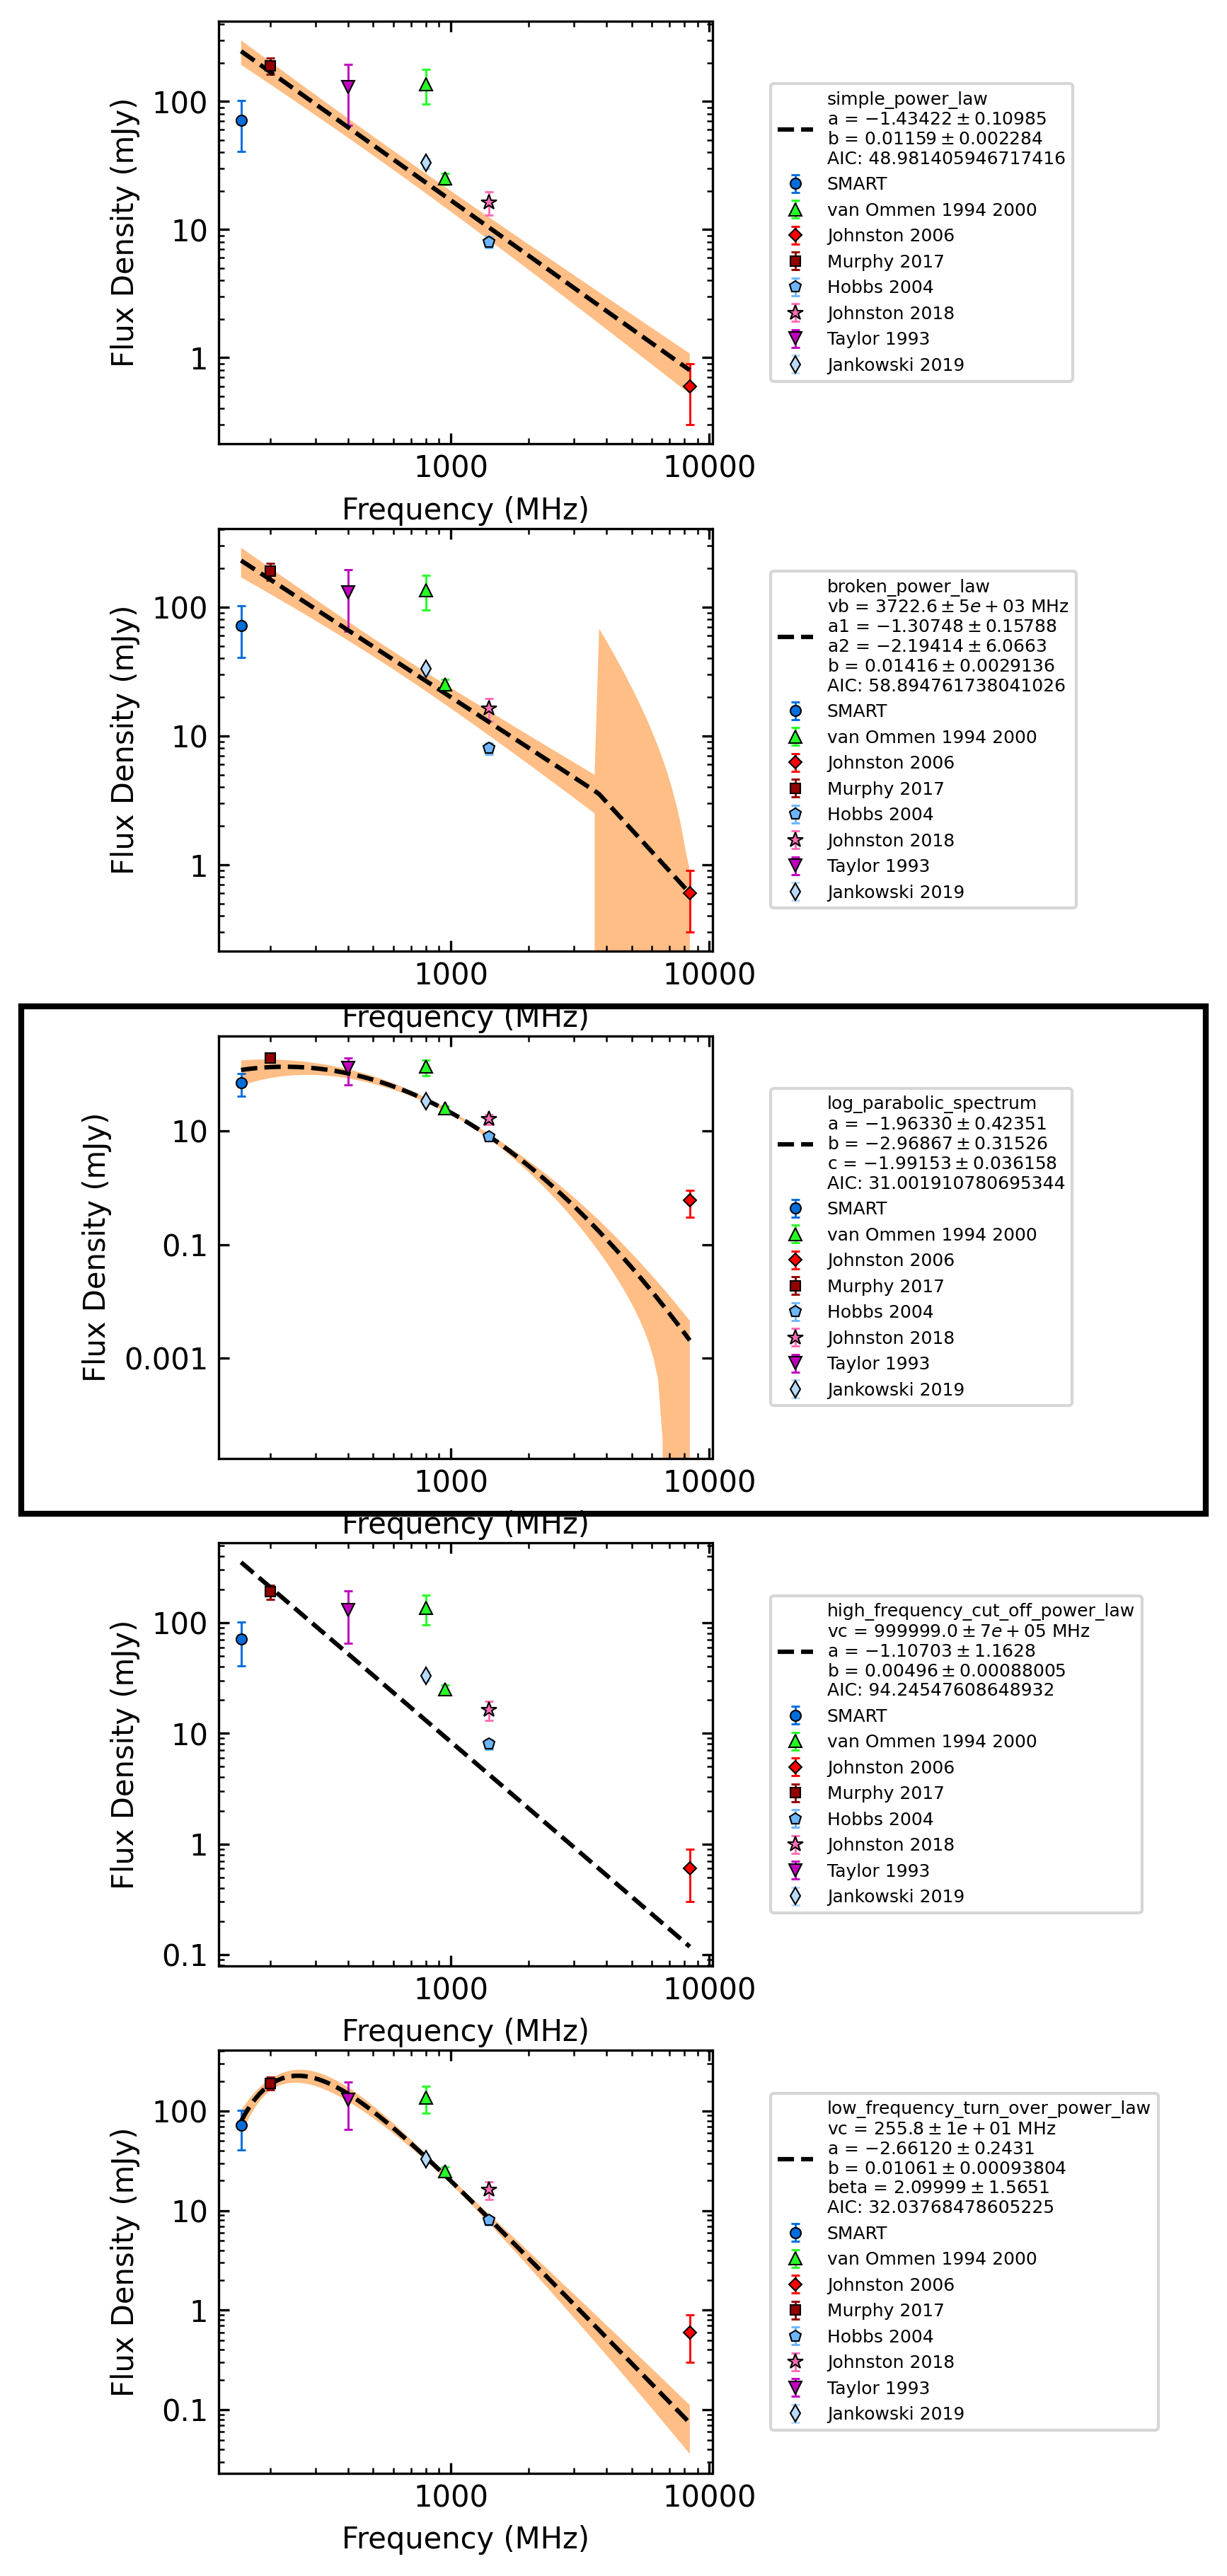 100
10
1
Flux Density (mJy)
1000
10000
Frequency (MHz)
simple_power_law
a = −1.43422 ± 0.10985
b = 0.01159 ± 0.002284
AIC: 48.981405946717416
SMART
van Ommen 1994 2000
Johnston 2006
Murphy 2017
Hobbs 2004
Johnston 2018
Taylor 1993
Jankowski 2019
100
10
1
Flux Density (mJy)
1000
10000
Frequency (MHz)
broken_power_law
vb = 3722.6 ± 5e + 03 MHz
a1 = −1.30748 ± 0.15788
a2 = −2.19414 ± 6.0663
b = 0.01416 ± 0.0029136
AIC: 58.894761738041026
SMART
van Ommen 1994 2000
Johnston 2006
Murphy 2017
Hobbs 2004
Johnston 2018
Taylor 1993
Jankowski 2019
10
0.1
0.001
Flux Density (mJy)
1000
10000
Frequency (MHz)
log_parabolic_spectrum
a = −1.96330 ± 0.42351
b = −2.96867 ± 0.31526
c = −1.99153 ± 0.036158
AIC: 31.001910780695344
SMART
van Ommen 1994 2000
Johnston 2006
Murphy 2017
Hobbs 2004
Johnston 2018
Taylor 1993
Jankowski 2019
100
10
1
0.1
Flux Density (mJy)
1000
10000
Frequency (MHz)
high_frequency_cut_off_power_law
vc = 999999.0 ± 7e + 05 MHz
a = −1.10703 ± 1.1628
b = 0.00496 ± 0.00088005
AIC: 94.24547608648932
SMART
van Ommen 1994 2000
Johnston 2006
Murphy 2017
Hobbs 2004
Johnston 2018
Taylor 1993
Jankowski 2019
100
10
1
0.1
Flux Density (mJy)
1000
10000
Frequency (MHz)
low_frequency_turn_over_power_law
vc = 255.8 ± 1e + 01 MHz
a = −2.66120 ± 0.2431
b = 0.01061 ± 0.00093804
beta = 2.09999 ± 1.5651
AIC: 32.03768478605225
SMART
van Ommen 1994 2000
Johnston 2006
Murphy 2017
Hobbs 2004
Johnston 2018
Taylor 1993
Jankowski 2019